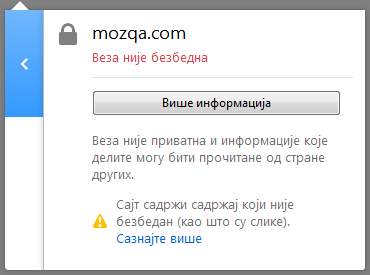 mozqa.com
Веза није безбедна
Више информација
Веза није приватна и информације које
делите могу бити прочитане од стране
других.
Сајт садржи садржај који није
безбедан (као што су слике).
Сазнајте више